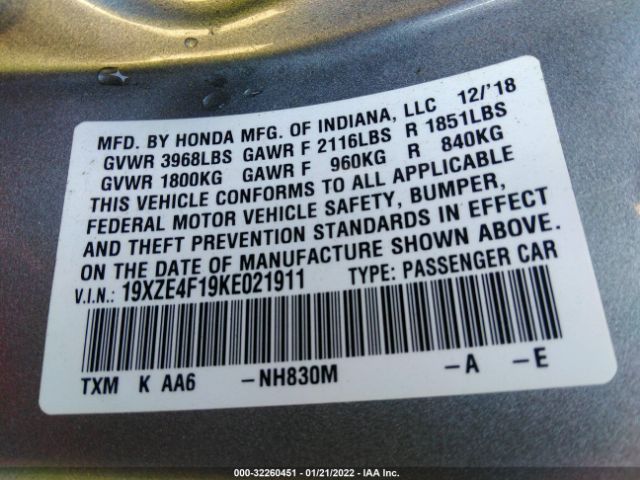 MFD. BY HONDA MFG. OF INDIANA, LLC 12/'18
GVWR 3968LBS GAWR F 2116LBS R 1851LBS
GVWR 1800KG GAWR F 960KG R 840KG
THIS VEHICLE CONFORMS TO ALL APPLICABLE
FEDERAL MOTOR VEHICLE SAFETY, BUMPER,
AND THEFT PREVENTION STANDARDS IN EFFECT
ON THE DATE OF MANUFACTURE SHOWN ABOVE.
V.I.N.: 19XZE4F19KE021911 TYPE: PASSENGER CAR
TXM K AA6 -NH830M -A -E
000-32260451 - 01/21/2022 - IAA Inc.